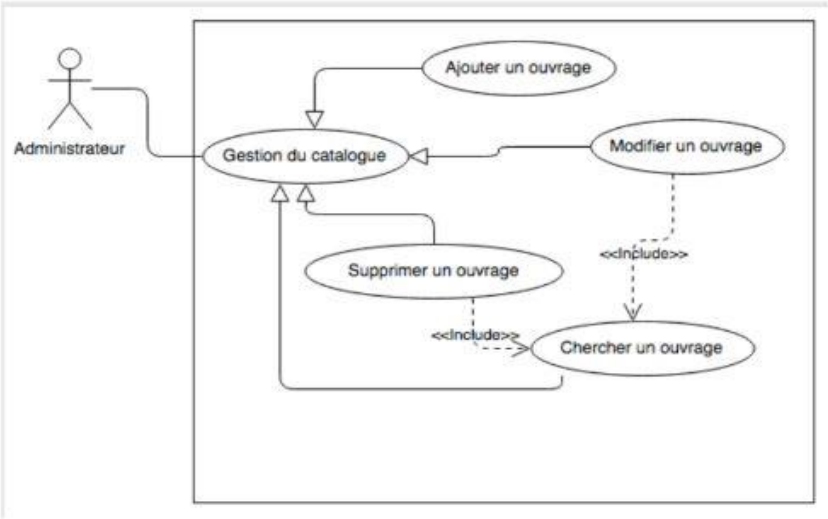 Ajouter un ouvrage
Administrateur
Gestion du catalogue
Modifier un ouvrage
Supprimer un ouvrage
<<Include>>
<<Include>>
Chercher un ouvrage